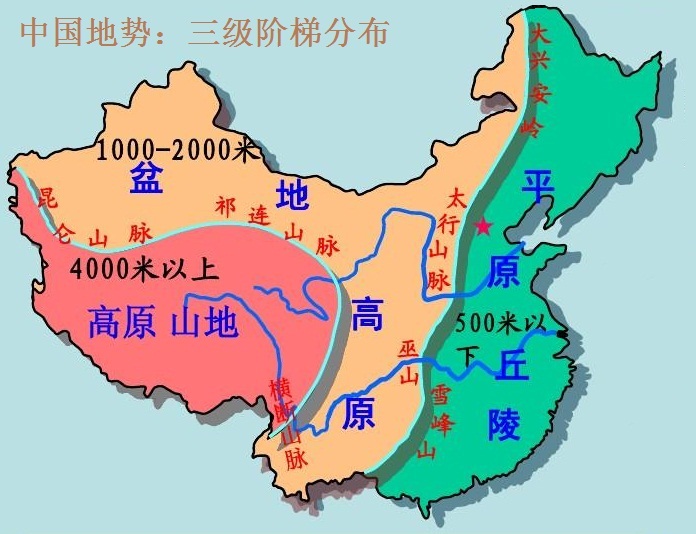 中国地势：三级阶梯分布
大兴安岭
1000-2000米
盆地
平原
昆仑山脉
祁连山脉
太行山脉
4000米以上
高原 山地
高原
500米以下
丘陵
巫山
横断山脉
雪峰山